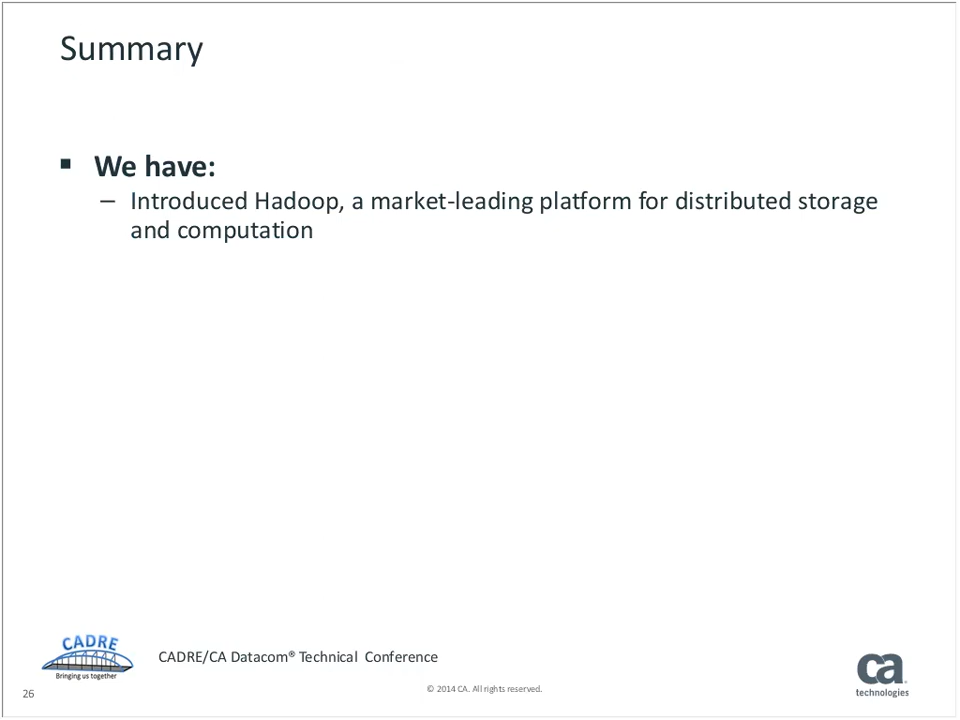 Summary
▪ We have:
– Introduced Hadoop, a market-leading platform for distributed storage
and computation
CADRE
Bringing us together
CADRE/CA Datacom® Technical Conference
26
© 2014 CA. All rights reserved.
ca
technologies